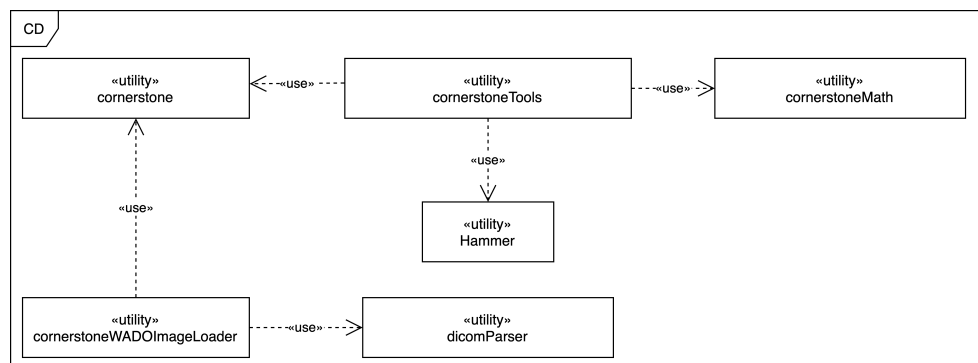 CD
«utility»
cornerstone
«use»
«utility»
cornerstoneTools
«use»
«utility»
cornerstoneMath
«use»
«use»
«utility»
Hammer
«utility»
cornerstoneWADOImageLoader
«use»
«utility»
dicomParser